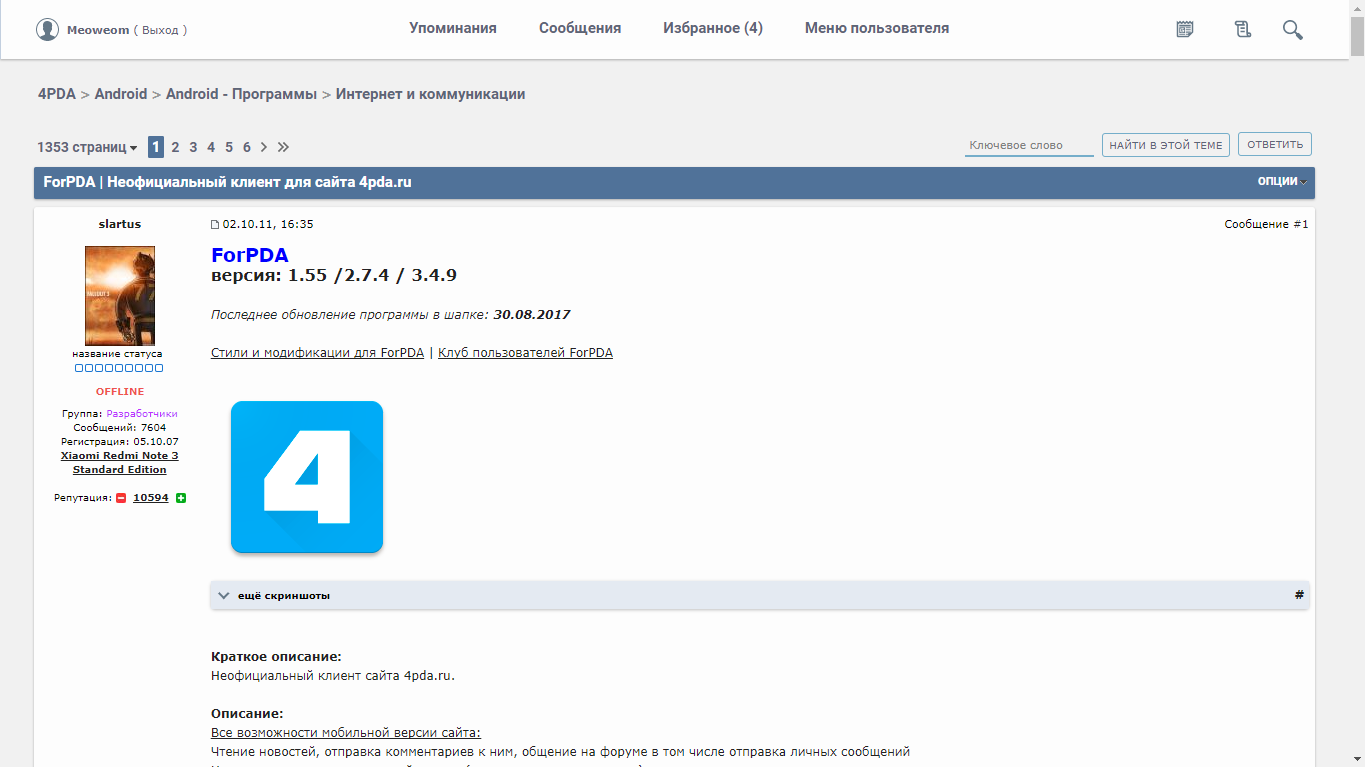 Meoweom ( Выход )
Упоминания
Сообщения
Избранное (4)
Меню пользователя
4PDA > Android > Android - Программы > Интернет и коммуникации
1353 страниц 1 2 3 4 5 6 > »
Ключевое слово
НАЙТИ В ЭТОЙ ТЕМЕ
ОТВЕТИТЬ
ForPDA | Неофициальный клиент для сайта 4pda.ru
ОПЦИИ
slartus
02.10.11, 16:35
Сообщение #1
название статуса
OFFLINE
Группа: Разработчики
Сообщений: 7604
Регистрация: 05.10.07
Xiaomi Redmi Note 3
Standard Edition
Репутация: 10594
ForPDA
версия: 1.55 /2.7.4 / 3.4.9
Последнее обновление программы в шапке: 30.08.2017
Стили и модификации для ForPDA | Клуб пользователей ForPDA
4
ещё скриншоты
#
Краткое описание:
Неофициальный клиент сайта 4pda.ru.
Описание:
Все возможности мобильной версии сайта:
Чтение новостей, отправка комментариев к ним, общение на форуме в том числе отправка личных сообщений